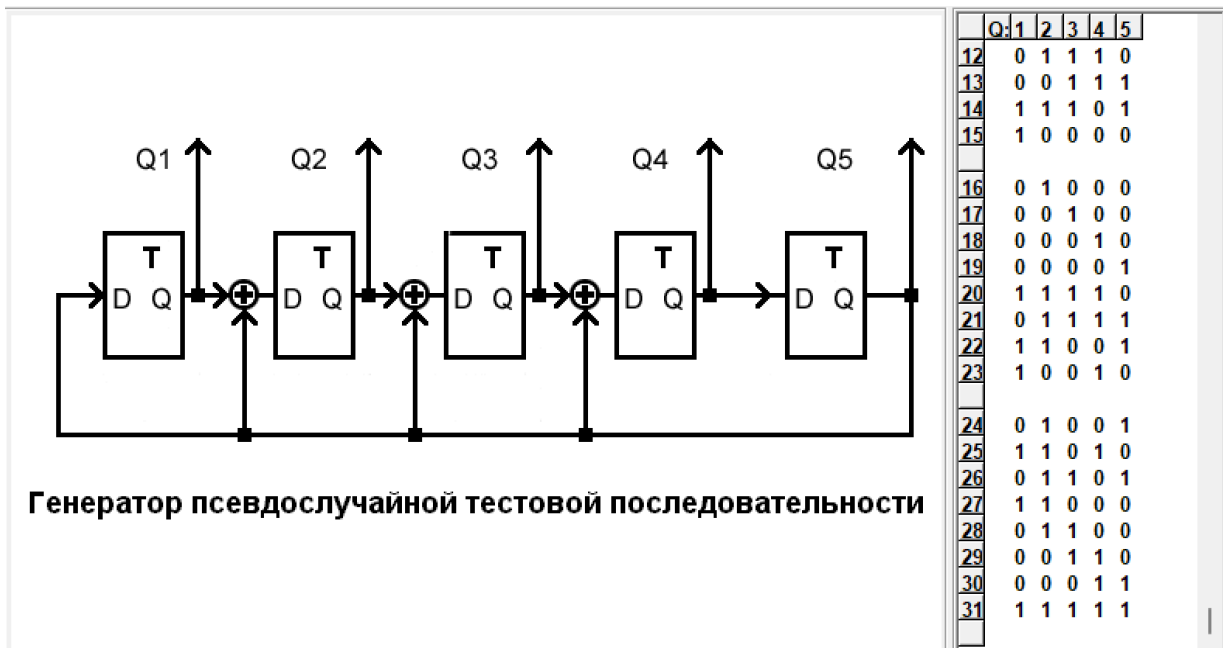 Q1 Q2 Q3 Q4 Q5
T T T T T
D Q D Q D Q D Q D Q
Генератор псевдослучайной тестовой последовательности
Q: 1 2 3 4 5
12 0 1 1 1 0
13 0 0 1 1 1
14 1 1 1 0 1
15 1 0 0 0 0
16 0 1 0 0 0
17 0 0 1 0 0
18 0 0 0 1 0
19 0 0 0 0 1
20 1 1 1 1 0
21 0 1 1 1 1
22 1 1 0 0 1
23 1 0 0 1 0
24 0 1 0 0 1
25 1 1 0 1 0
26 0 1 1 0 1
27 1 1 0 0 0
28 0 1 1 0 0
29 0 0 1 1 0
30 0 0 0 1 1
31 1 1 1 1 1